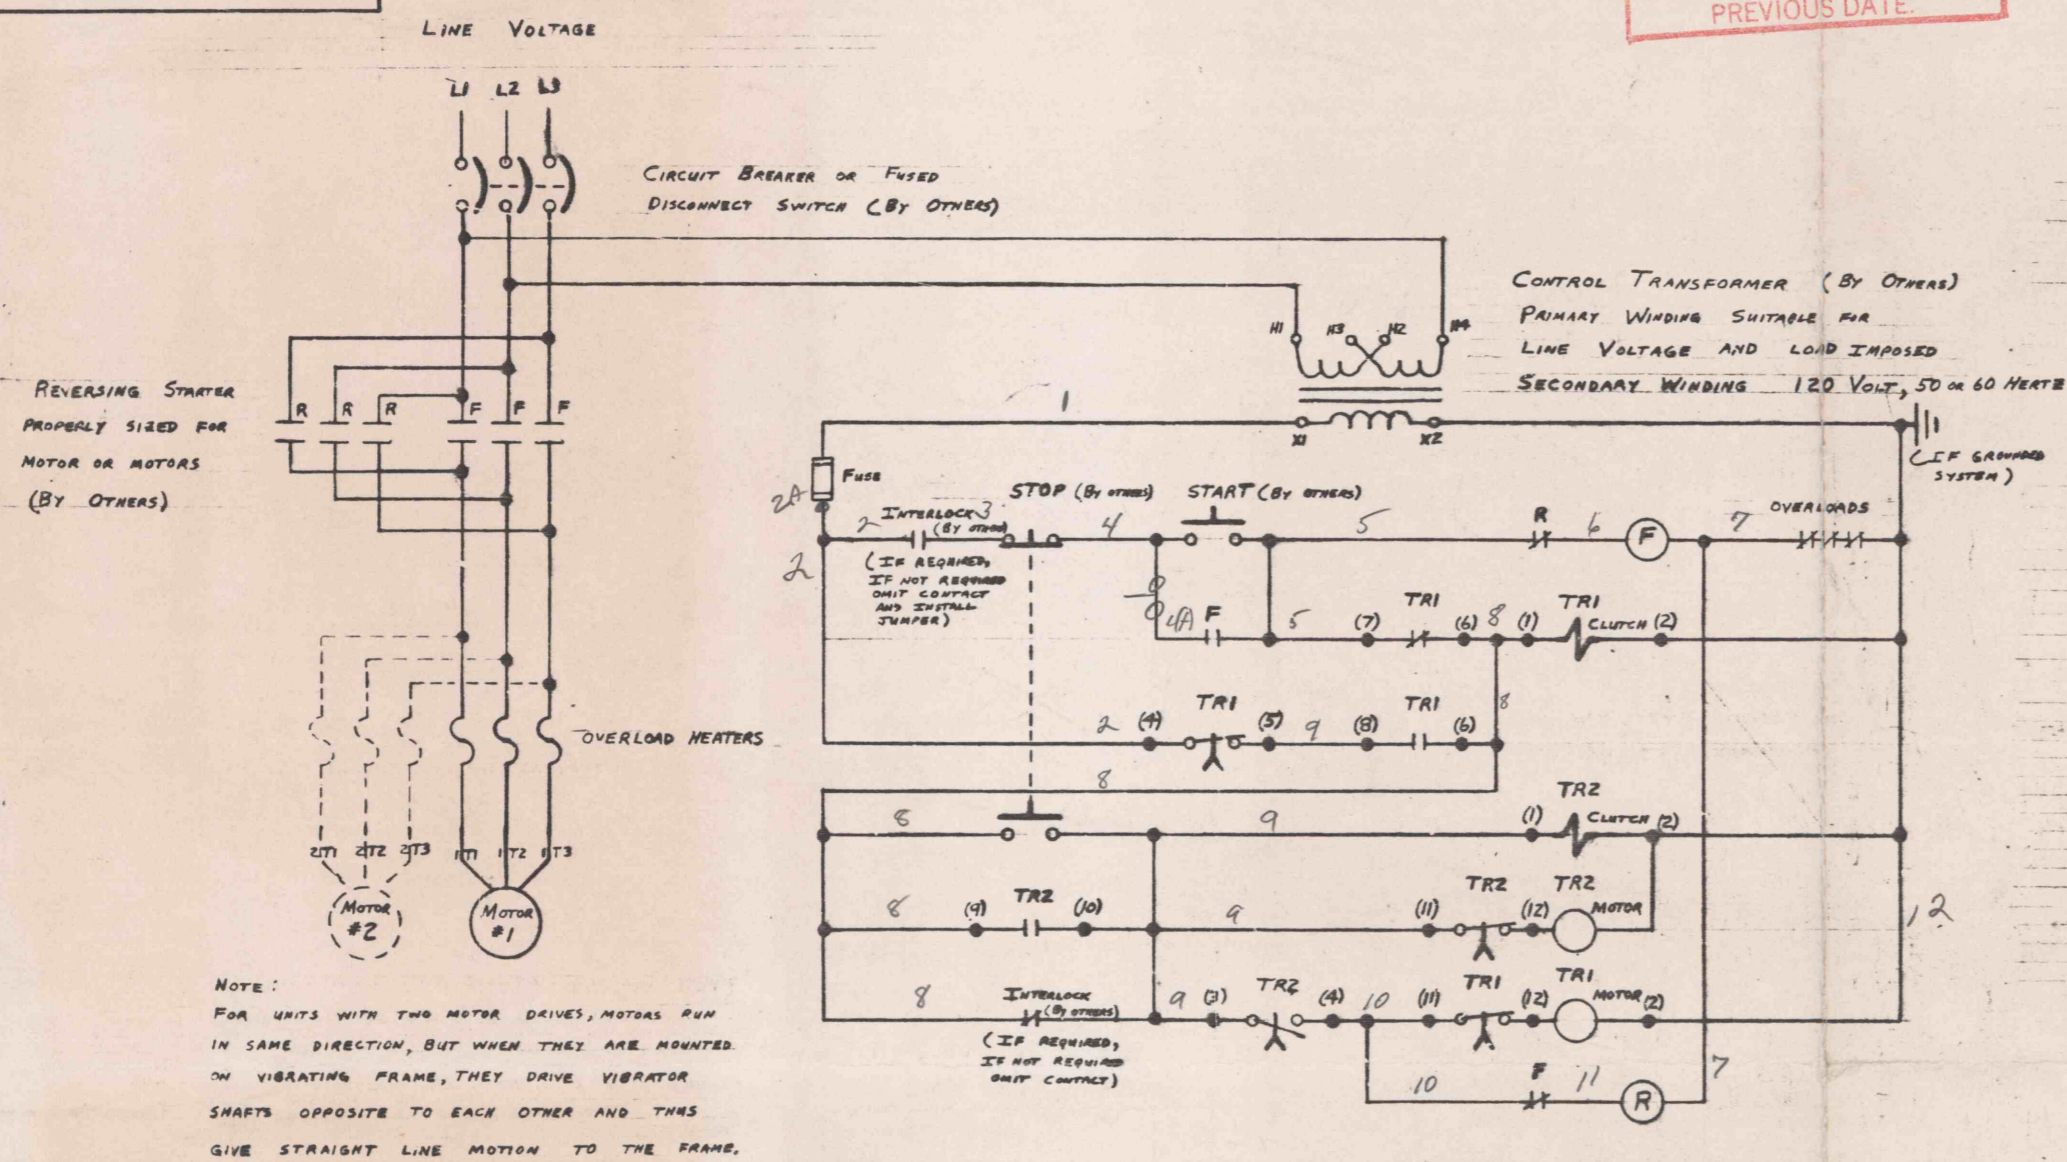 PREVIOUS DATE.
LINE VOLTAGE
L1 L2 L3
CIRCUIT BREAKER OR FUSED
DISCONNECT SWITCH (BY OTHERS)
CONTROL TRANSFORMER (BY OTHERS)
PRIMARY WINDING SUITABLE FOR
LINE VOLTAGE AND LOAD IMPOSED
SECONDARY WINDING 120 VOLT, 50 OR 60 HERTZ
H1 H3 H2 H4
REVERSING STARTER
PROPERLY SIZED FOR
MOTOR OR MOTORS
(BY OTHERS)
R R R F F F
1
X1 X2
(IF GROUNDED
SYSTEM)
FUSE
2A
STOP (BY OTHERS) START (BY OTHERS)
OVERLOADS
2 INTERLOCK 3
(BY OTHERS)
4 5 R 6 F 7
2
(IF REQUIRED,
IF NOT REQUIRED
OMIT CONTACT
AND INSTALL
JUMPER)
4A F 5 (7) TR1 (6) 8 (1) TR1 CLUTCH (2)
2 (4) TR1 (5) 9 (8) TR1 (6) 8
OVERLOAD HEATERS
8
8 9 (1) TR2 CLUTCH (2)
2T1 2T2 2T3 1T1 1T2 1T3
MOTOR
#2
MOTOR
#1
8 (9) TR2 (10) 9 (11) TR2 (12) TR2 MOTOR
12
8 INTERLOCK
(BY OTHERS)
9 (3) TR2 (4) 10 (11) TR1 (12) TR1 MOTOR (2)
(IF REQUIRED,
IF NOT REQUIRED
OMIT CONTACT)
10 F 11 R 7
NOTE:
FOR UNITS WITH TWO MOTOR DRIVES, MOTORS RUN
IN SAME DIRECTION, BUT WHEN THEY ARE MOUNTED
ON VIBRATING FRAME, THEY DRIVE VIBRATOR
SHAFTS OPPOSITE TO EACH OTHER AND THUS
GIVE STRAIGHT LINE MOTION TO THE FRAME.